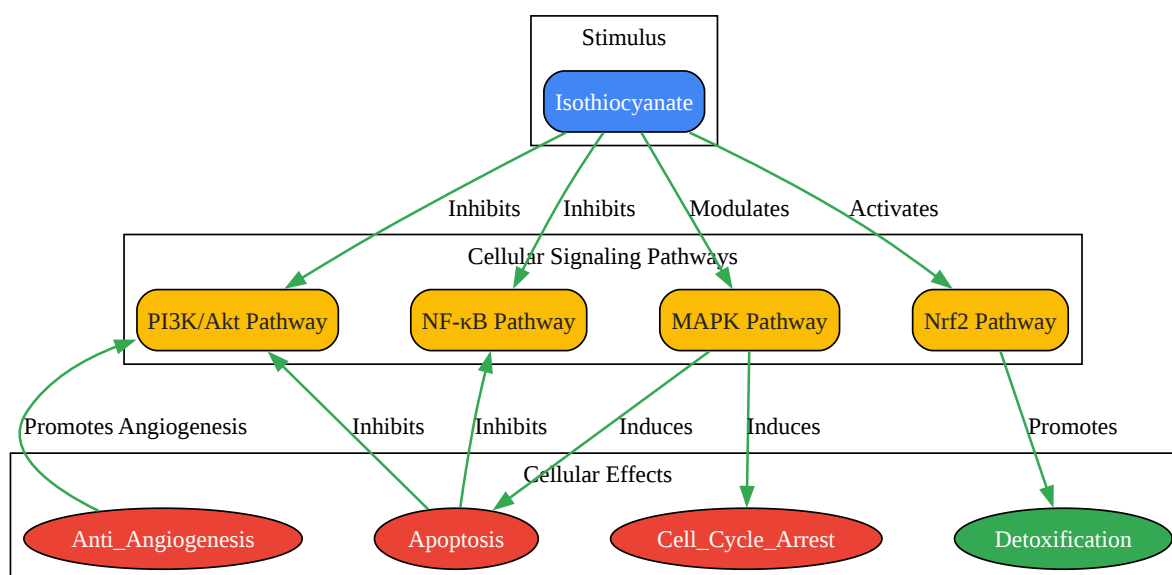 Stimulus
Isothiocyanate
Inhibits
Inhibits
Modulates
Activates
Cellular Signaling Pathways
PI3K/Akt Pathway
NF-κB Pathway
MAPK Pathway
Nrf2 Pathway
Promotes Angiogenesis
Inhibits
Inhibits
Induces
Induces
Promotes
Cellular Effects
Anti_Angiogenesis
Apoptosis
Cell_Cycle_Arrest
Detoxification